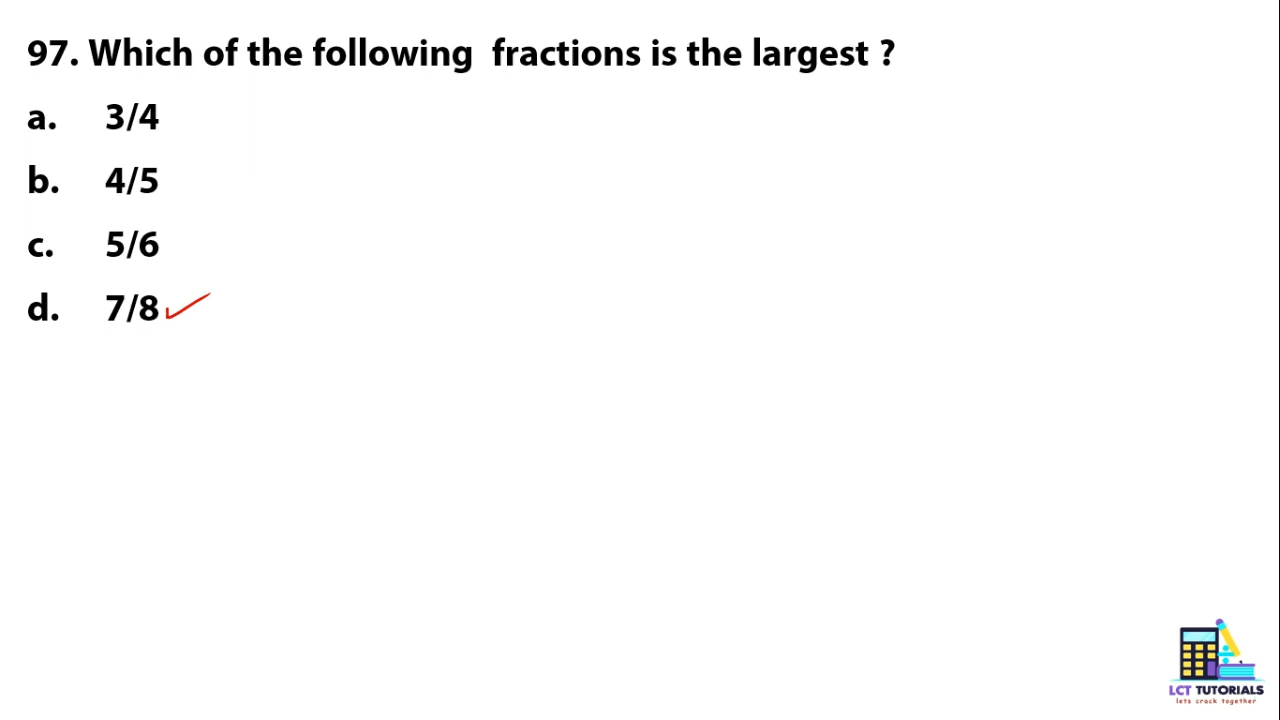 97. Which of the following fractions is the largest ?
a. 3/4
b. 4/5
c. 5/6
d. 7/8
LCT TUTORIALS
lets crack together